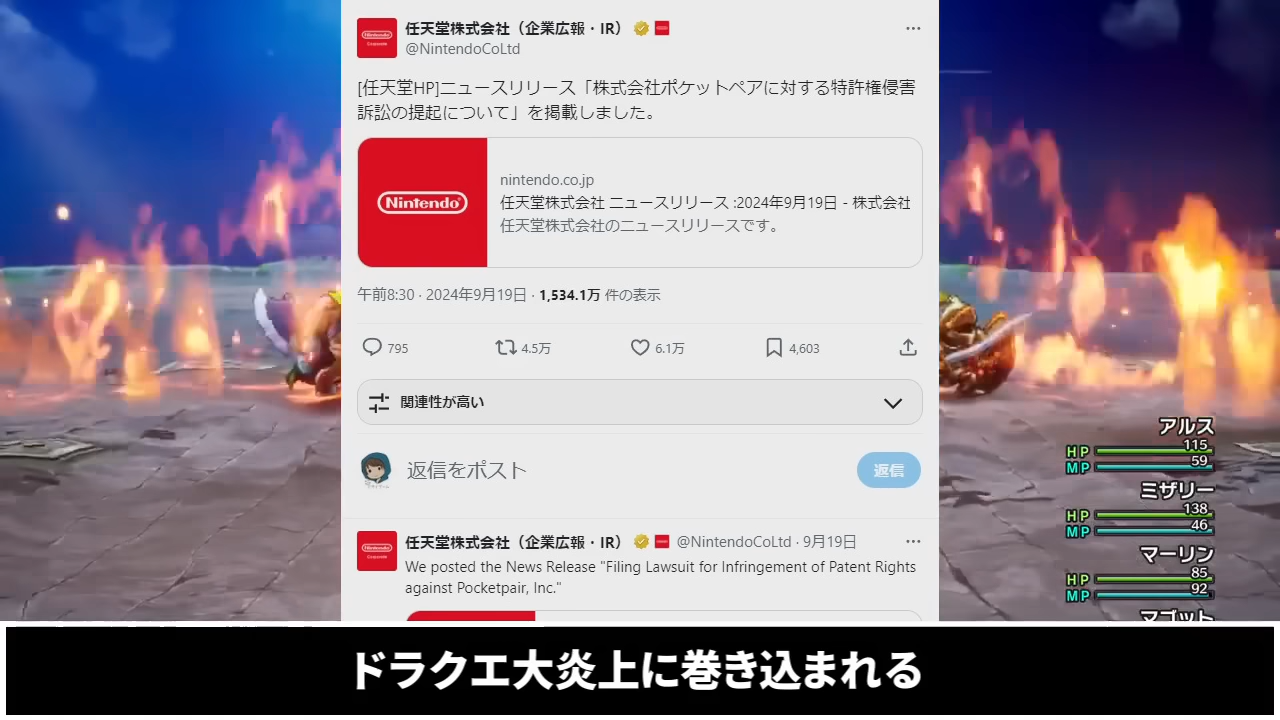 任天堂株式会社（企業広報・IR）
@NintendoCoLtd
[任天堂HP]ニュースリリース「株式会社ポケットペアに対する特許権侵害
訴訟の提起について」を掲載しました。
Nintendo
nintendo.co.jp
任天堂株式会社 ニュースリリース :2024年9月19日 - 株式会社
任天堂株式会社のニュースリリースです。
午前8:30 · 2024年9月19日 · 1,534.1万 件の表示
795 4.5万 6.1万 4,603
関連性が高い
返信をポスト
返信
任天堂株式会社（企業広報・IR） @NintendoCoLtd · 9月19日
We posted the News Release "Filing Lawsuit for Infringement of Patent Rights
against Pocketpair, Inc."
アルス
HP 115
MP 59
ミザリー
HP 138
MP 46
マーリン
HP 85
MP 92
マゴット
ドラクエ大炎上に巻き込まれる